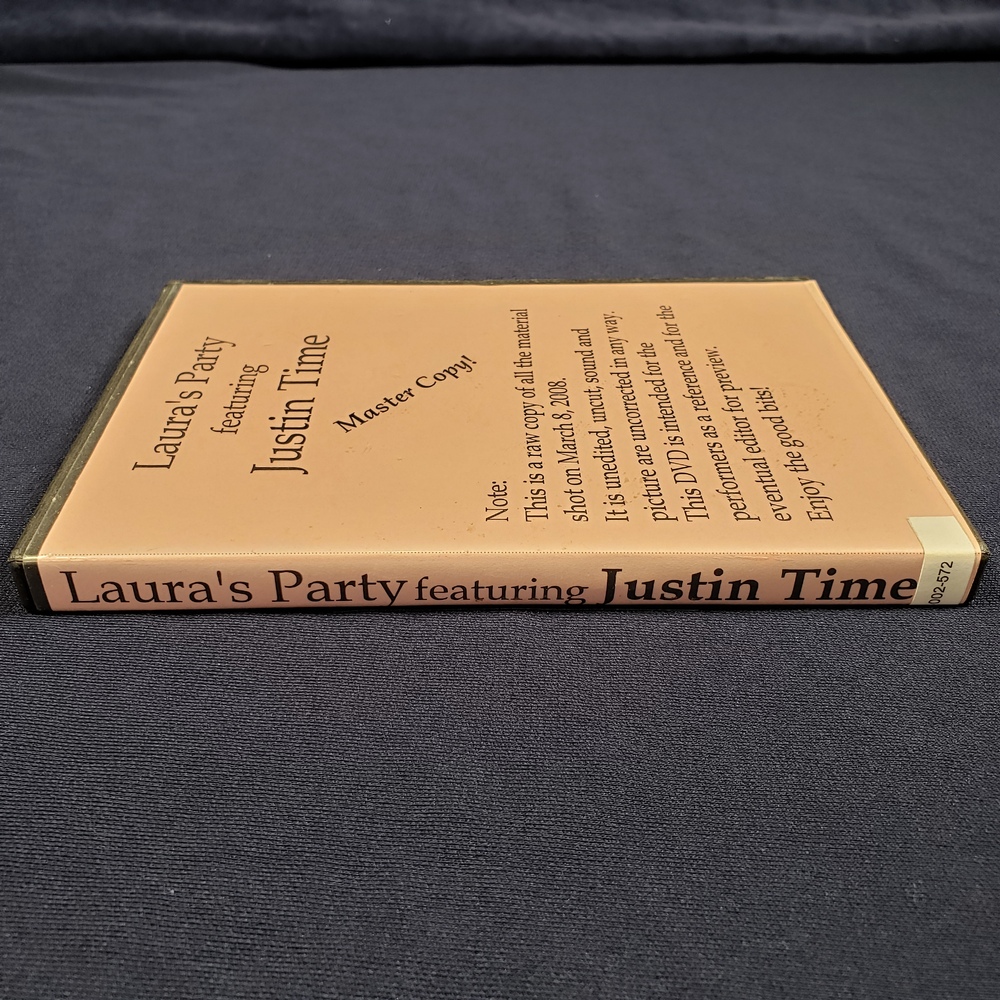 Laura's Party
featuring
Justin Time
Master Copy!
Note:
This is a raw copy of all the material
shot on March 8, 2008.
It is unedited, uncut, sound and
picture are uncorrected in any way.
This DVD is intended for the
performers as a reference and for the
eventual editor for preview.
Enjoy the good bits!
Laura's Party featuring Justin Time
002-572